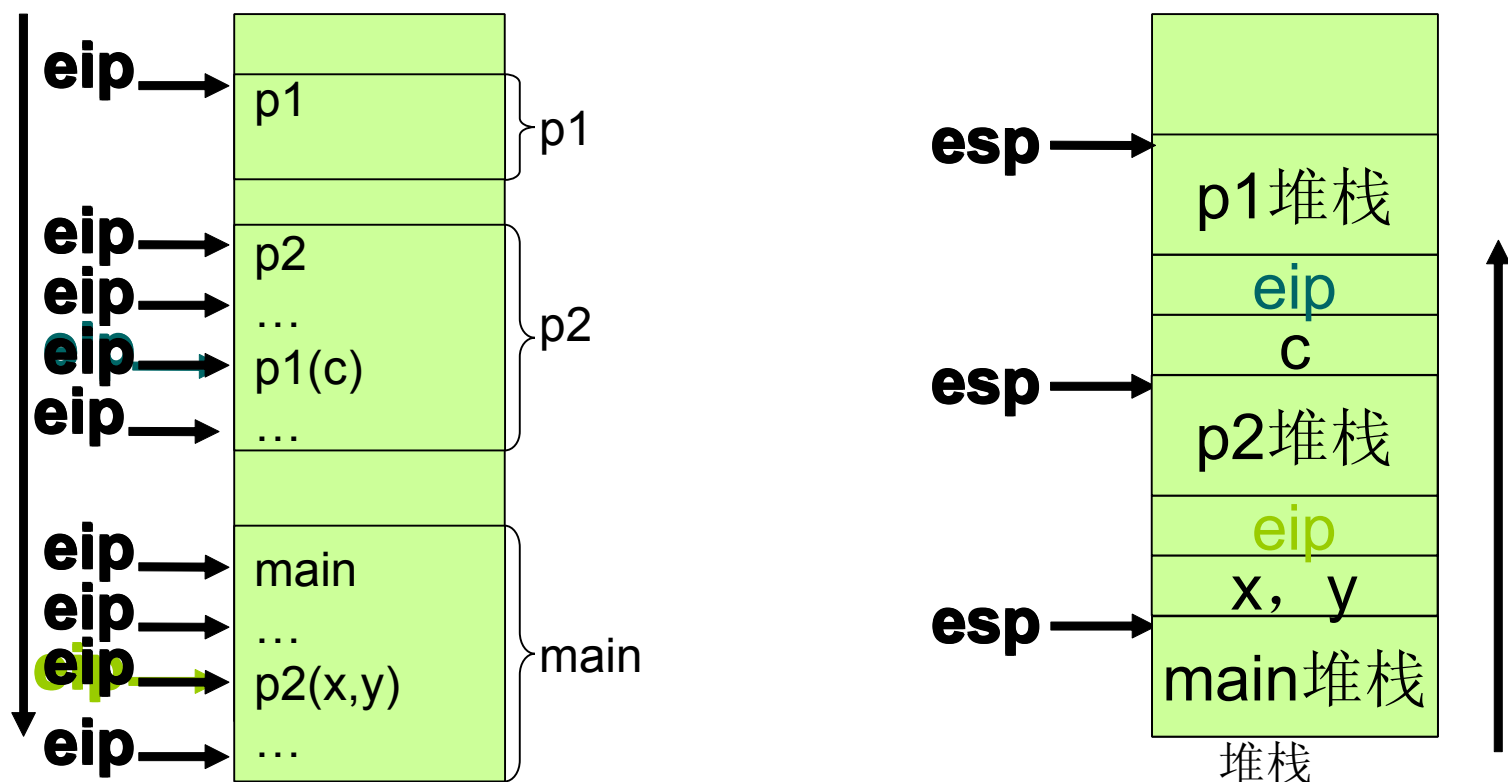 eip
p1
p1
eip
p2
eip
…
p2
eip
eip
p1(c)
eip
…
eip
main
eip
…
main
eip
eip
p2(x,y)
eip
…
esp
p1堆栈
eip
c
esp
p2堆栈
eip
x，y
esp
main堆栈
堆栈